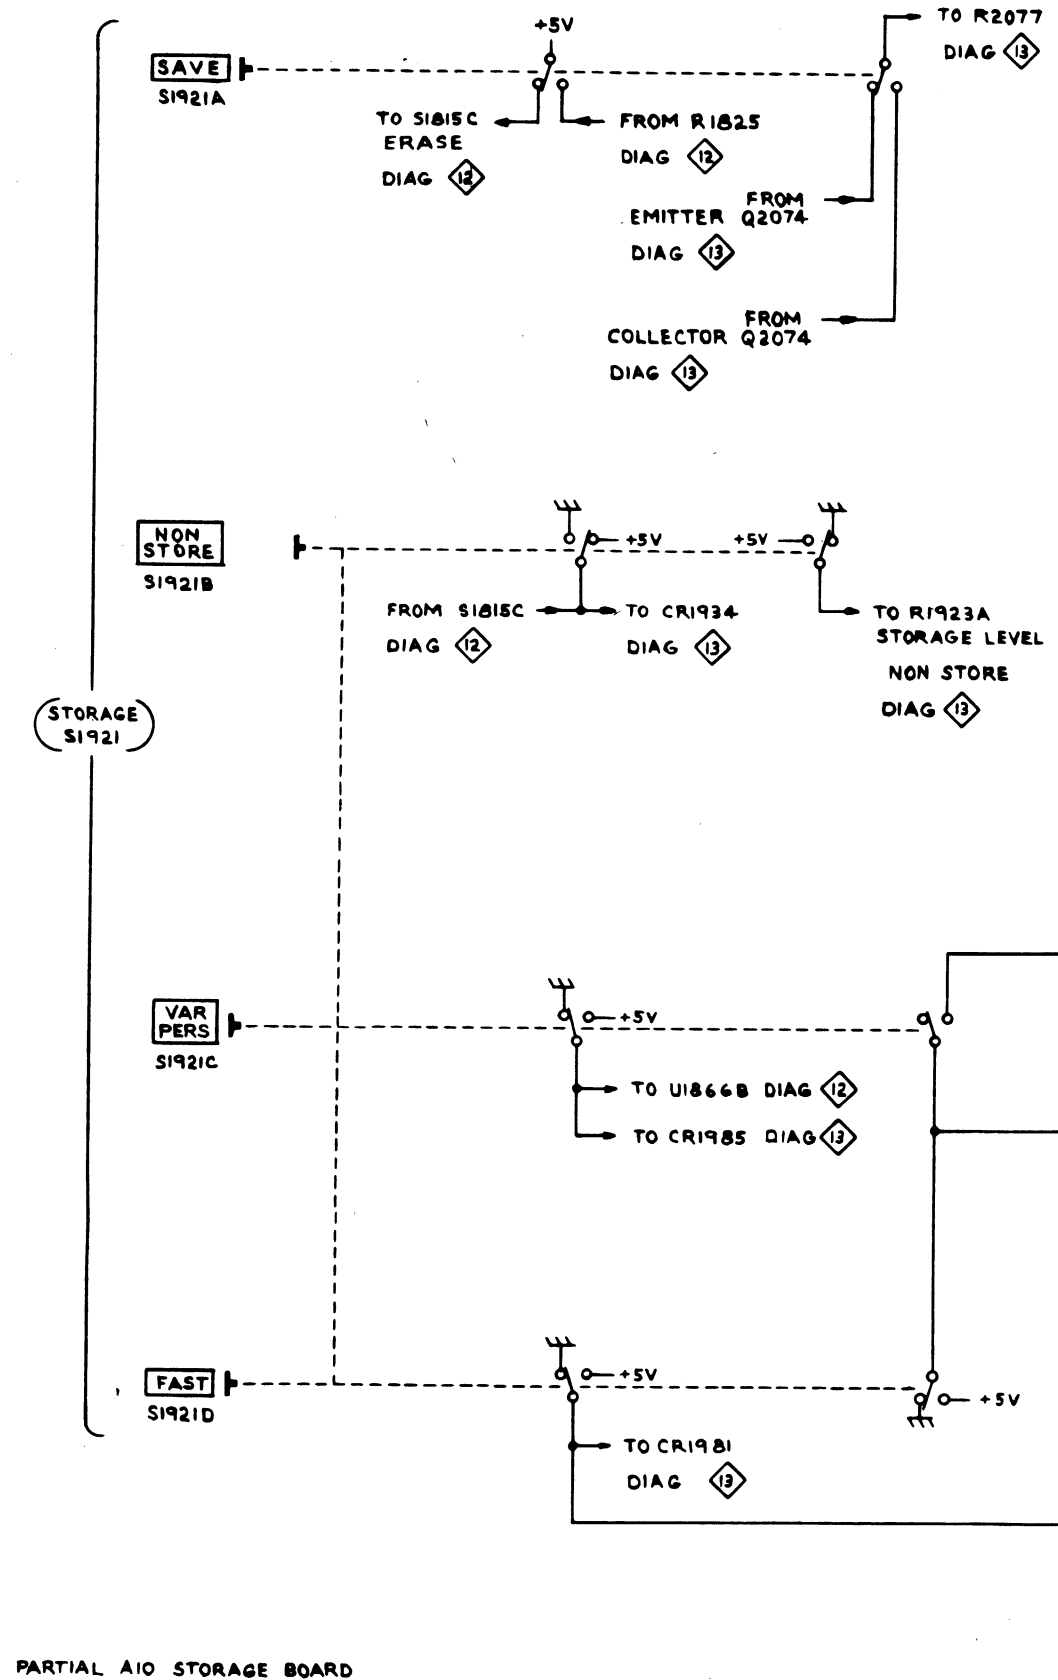 TO R2077
DIAG 13
+5V
SAVE
S1921A
TO S1815C
ERASE
DIAG 12
FROM R1825
DIAG 12
FROM
EMITTER Q2074
DIAG 13
FROM
COLLECTOR Q2074
DIAG 13
NON
STORE
S1921B
+5V
+5V
FROM S1815C
DIAG 12
TO CR1934
DIAG 13
TO R1923A
STORAGE LEVEL
NON STORE
DIAG 13
STORAGE
S1921
VAR
PERS
S1921C
+5V
TO U1866B DIAG 12
TO CR1985 DIAG 13
FAST
S1921D
+5V
+5V
TO CR1981
DIAG 13
PARTIAL A10 STORAGE BOARD